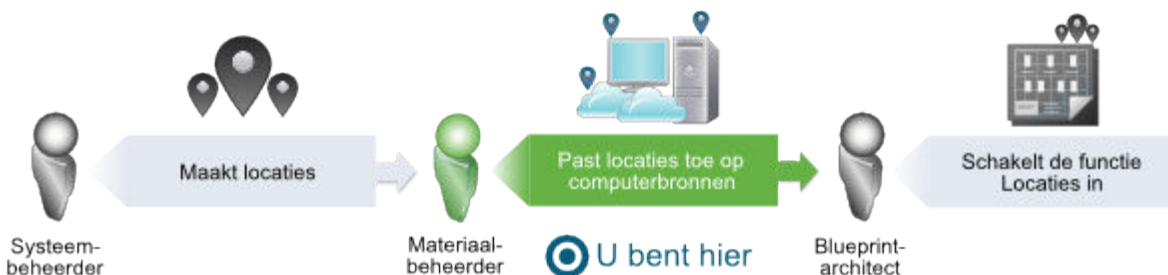 Maakt locaties
Past locaties toe op
computerbronnen
Schakelt de functie
Locaties in
Systeem-
beheerder
Materiaal-
beheerder
U bent hier
Blueprint-
architect